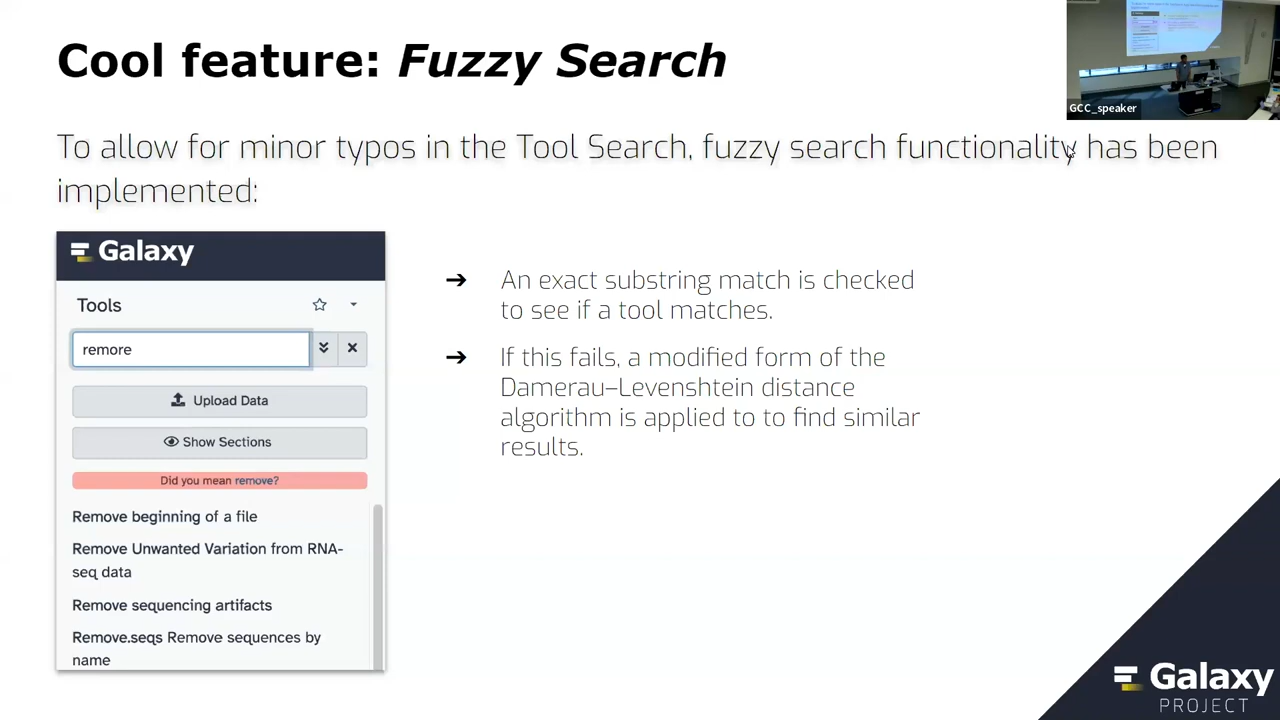 Cool feature: Fuzzy Search
GCC_speaker
To allow for minor typos in the Tool Search, fuzzy search functionality has been
implemented:
Galaxy
Tools
remore
Upload Data
Show Sections
Did you mean remove?
Remove beginning of a file
Remove Unwanted Variation from RNA-
seq data
Remove sequencing artifacts
Remove.seqs Remove sequences by
name
➔ An exact substring match is checked
to see if a tool matches.
➔ If this fails, a modified form of the
Damerau–Levenshtein distance
algorithm is applied to to find similar
results.
Galaxy
PROJECT